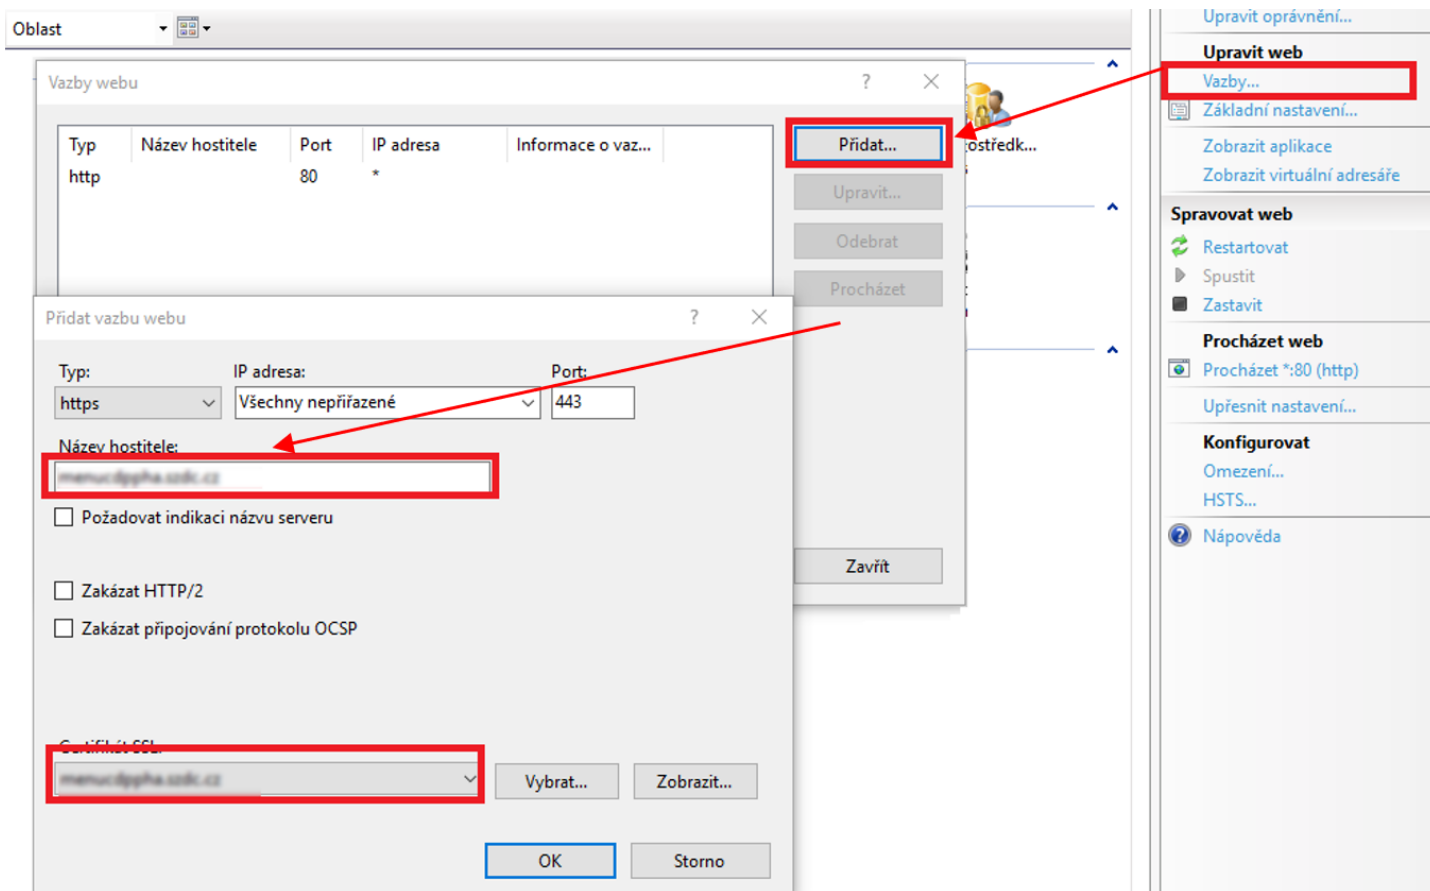 Oblast
Vazby webu
Typ Název hostitele Port IP adresa Informace o vaz...
http 80 *
Přidat...
Upravit...
Odebrat
Procházet
Zavřít
Přidat vazbu webu
Typ: IP adresa: Port:
https Všechny nepřiřazené 443
Název hostitele:
Požadovat indikaci názvu serveru
Zakázat HTTP/2
Zakázat připojování protokolu OCSP
Certifikát SSL:
Vybrat... Zobrazit...
OK Storno
ostředk...
Upravit oprávnění...
Upravit web
Vazby...
Základní nastavení...
Zobrazit aplikace
Zobrazit virtuální adresáře
Spravovat web
Restartovat
Spustit
Zastavit
Procházet web
Procházet *:80 (http)
Upřesnit nastavení...
Konfigurovat
Omezení...
HSTS...
Nápověda